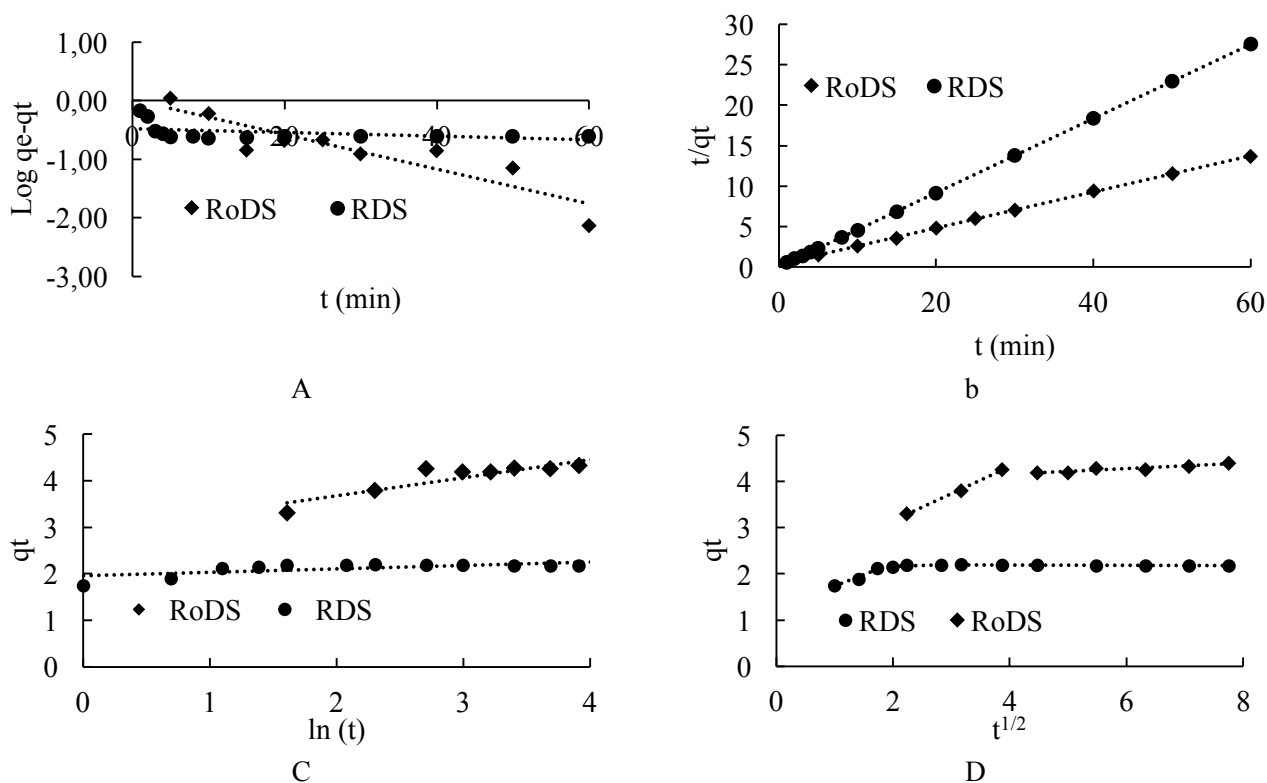 1,00
0,00
-1,00
-2,00
-3,00
Log qe-qt
0 20 40 60
RoDS RDS
t (min)
A
30
25
20
15
10
5
0
t/qt
RoDS RDS
0 20 40 60
t (min)
b
5
4
3
2
1
0
qt
RoDS RDS
0 1 2 3 4
ln (t)
C
5
4
3
2
1
0
qt
RDS RoDS
0 2 4 6 8
t1/2
D